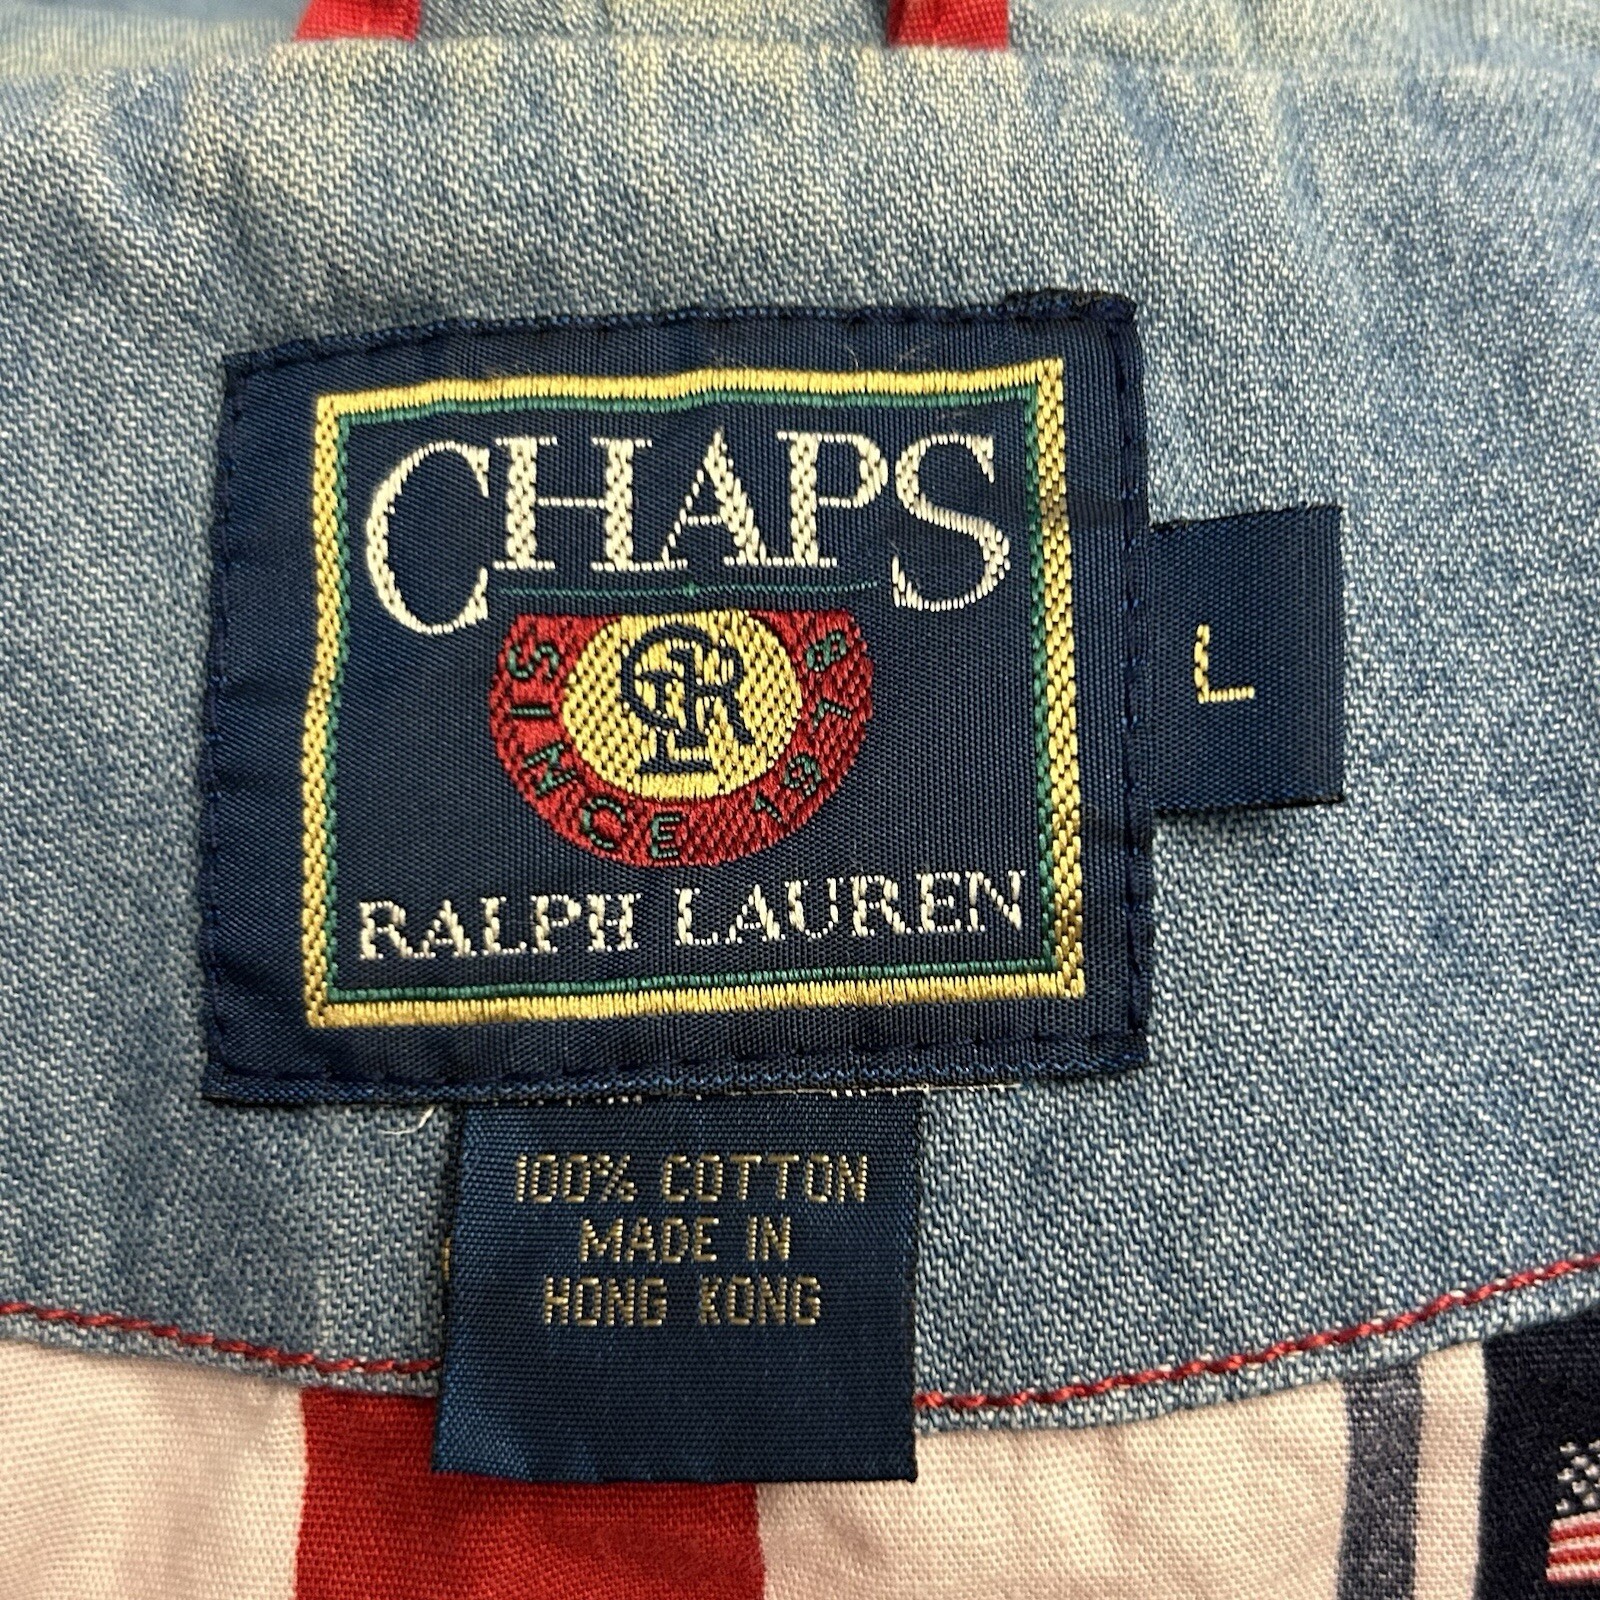 CHAPS
SINCE 1978
RALPH LAUREN
L
100% COTTON
MADE IN
HONG KONG